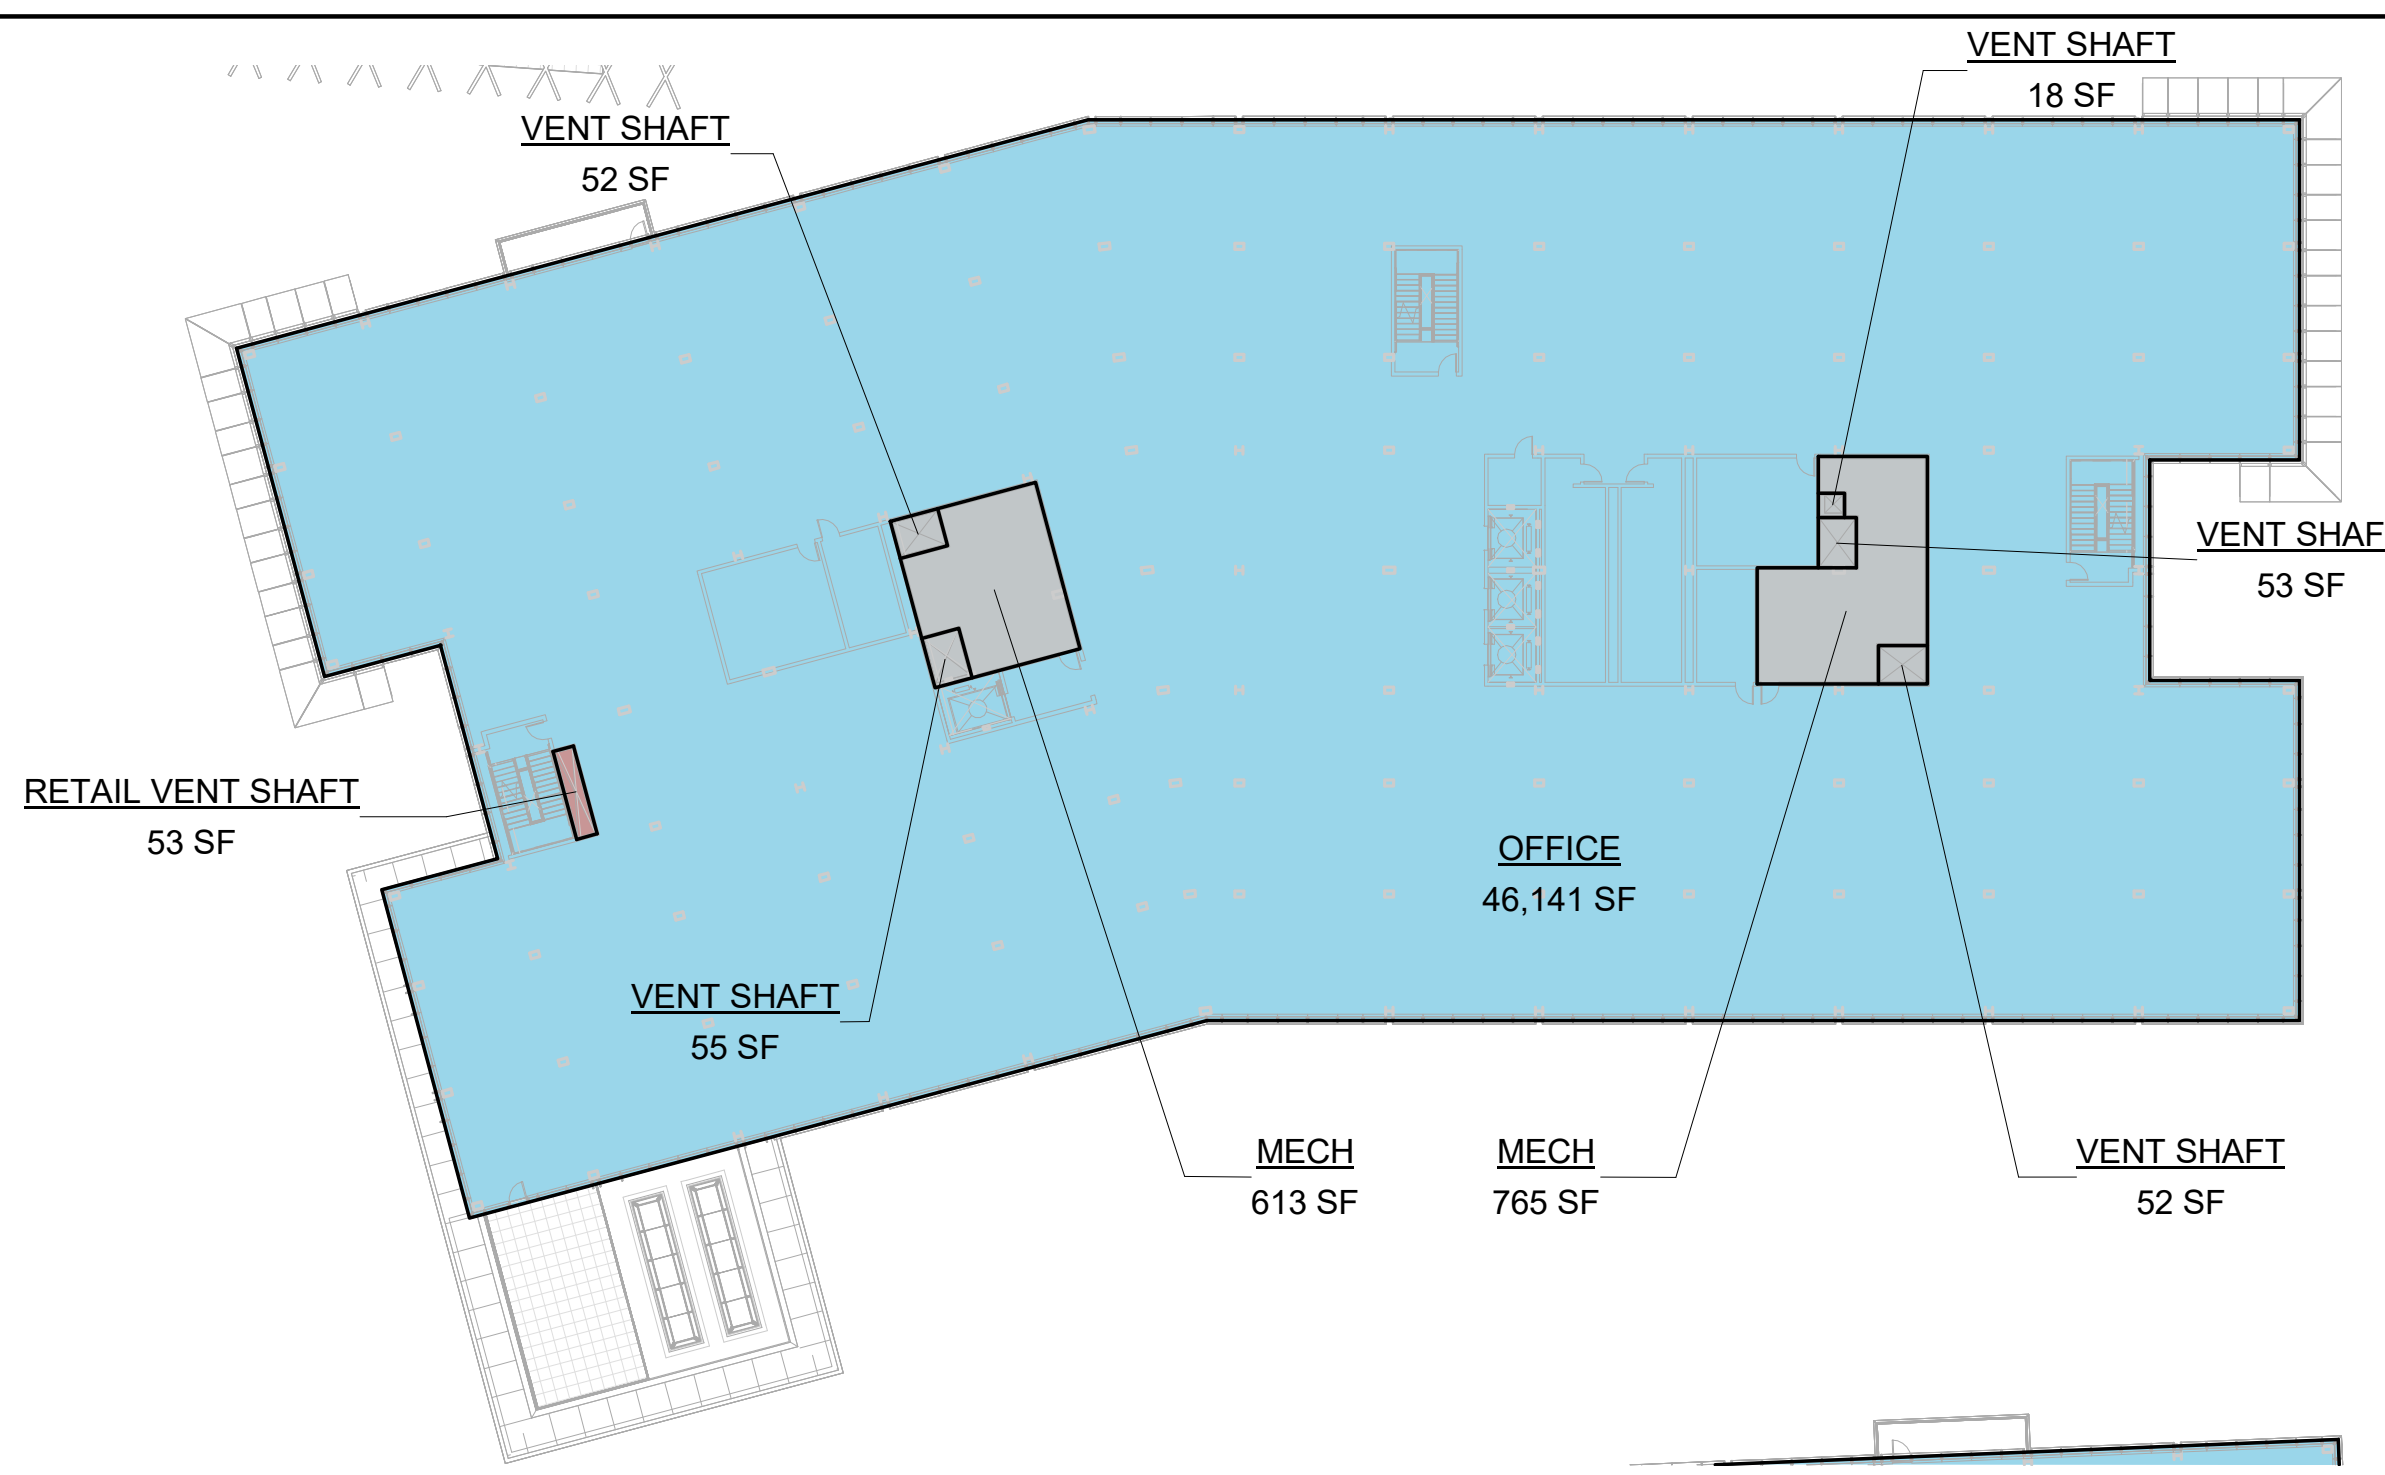 VENT SHAFT
18 SF
VENT SHAFT
52 SF
VENT SHAF
53 SF
RETAIL VENT SHAFT
53 SF
OFFICE
46,141 SF
VENT SHAFT
55 SF
MECH
613 SF
MECH
765 SF
VENT SHAFT
52 SF